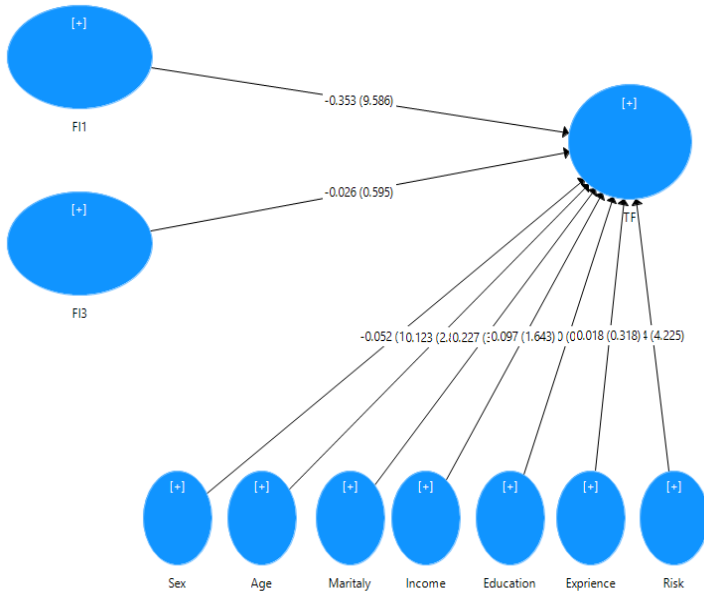 [+]
FI1
-0.353 (9.586)
[+]
TF
[+]
FI3
-0.026 (0.595)
-0.052 (1 0.123 (2. 0.227 ( 0.097 (1.643) 0.018 (0.318) (4.225)
[+] [+] [+] [+] [+] [+] [+]
Sex Age Maritaly Income Education Exprience Risk